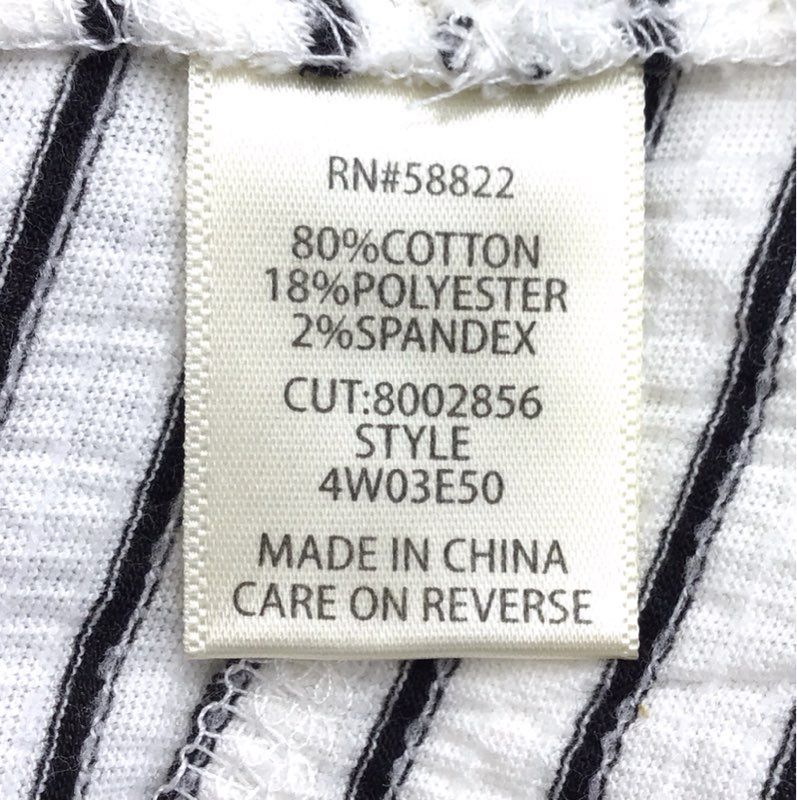 RN#58822
80%COTTON
18%POLYESTER
2%SPANDEX
CUT:8002856
STYLE
4W03E50
MADE IN CHINA
CARE ON REVERSE